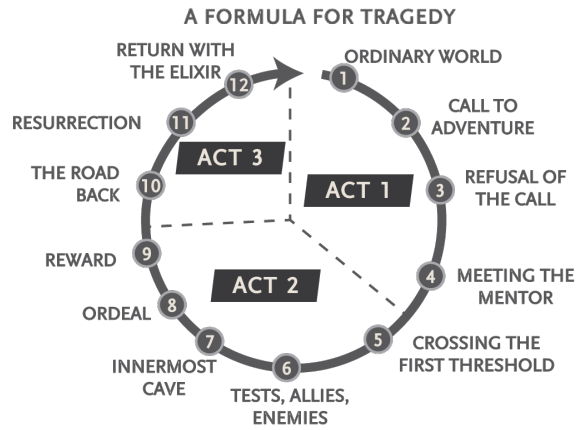 A FORMULA FOR TRAGEDY
1
ORDINARY WORLD
2
CALL TO
ADVENTURE
3
REFUSAL OF
THE CALL
4
MEETING THE
MENTOR
5
CROSSING THE
FIRST THRESHOLD
6
TESTS, ALLIES,
ENEMIES
7
INNERMOST
CAVE
8
ORDEAL
9
REWARD
10
THE ROAD
BACK
11
RESURRECTION
12
RETURN WITH
THE ELIXIR
ACT 1
ACT 2
ACT 3